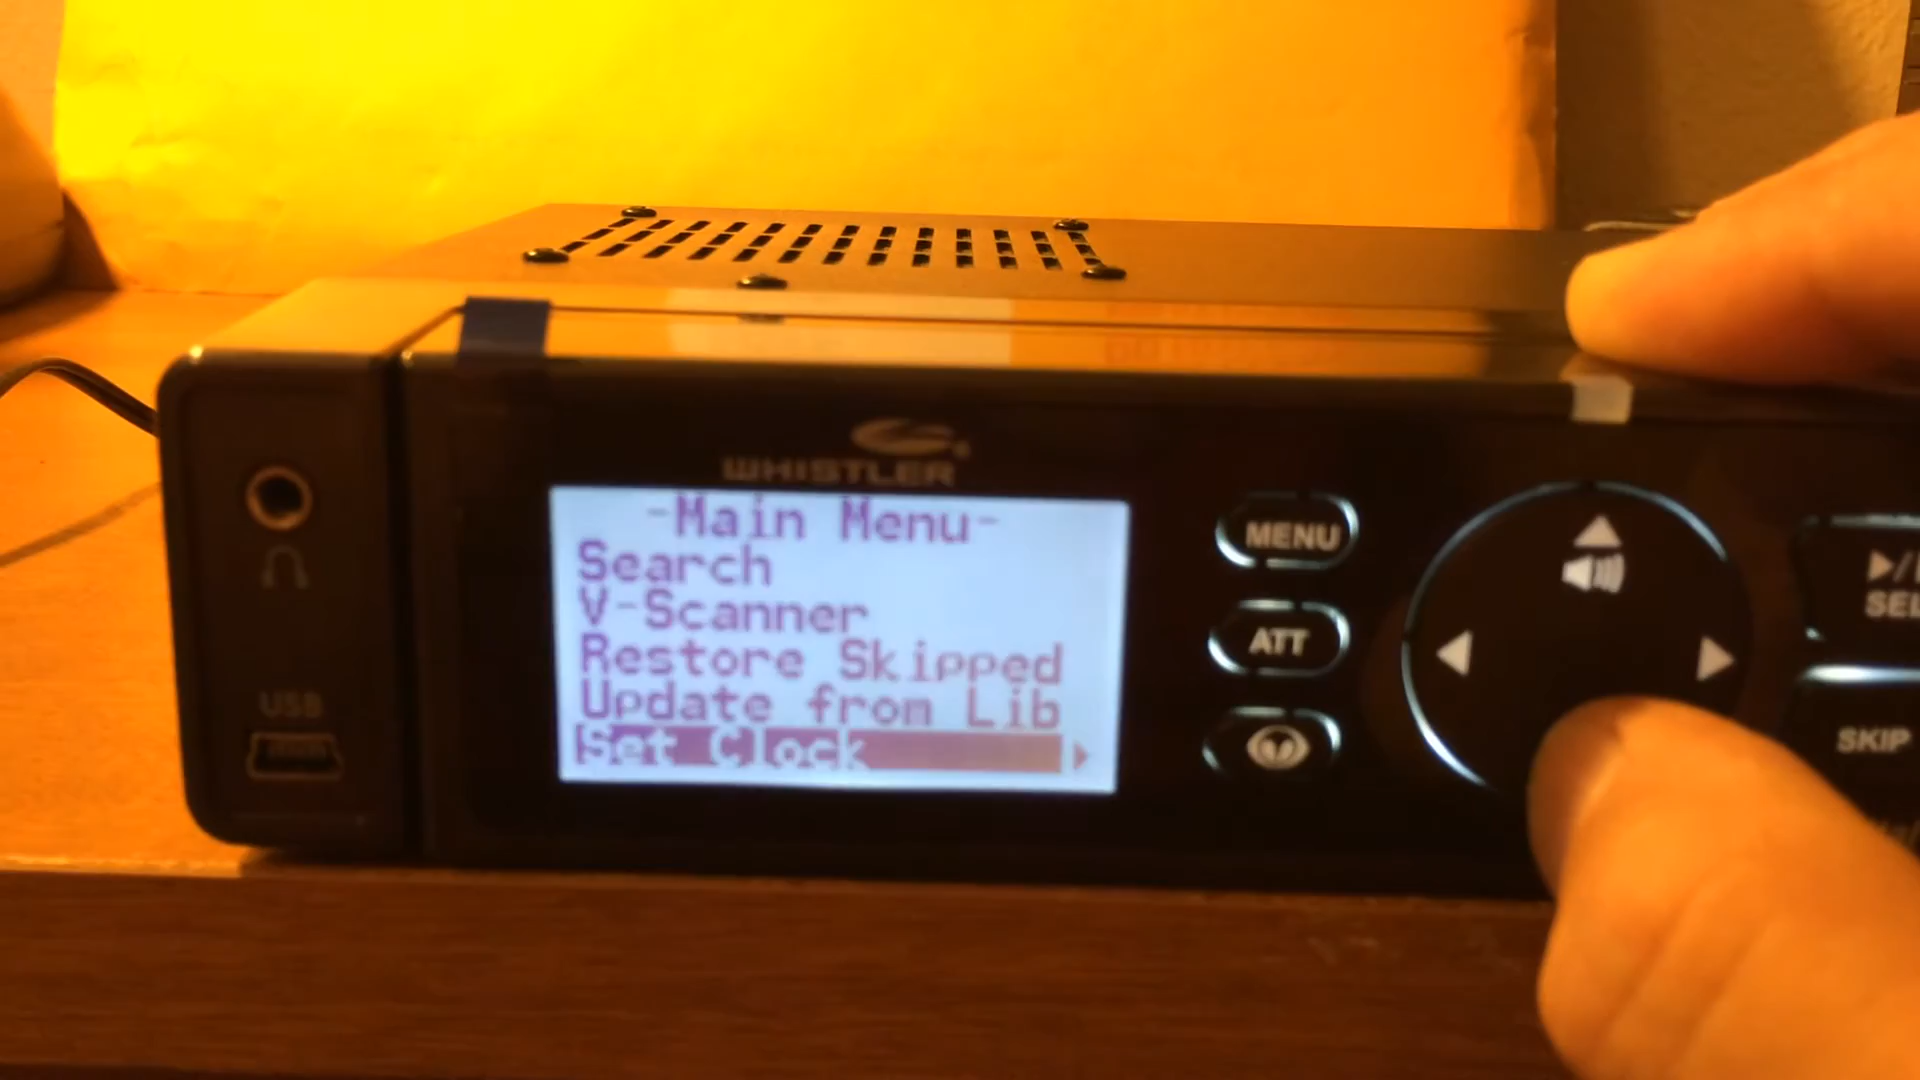 WHISTLER
-Main Menu-
Search
V-Scanner
Restore Skipped
Update from Lib
Set Clock
MENU
ATT
SKIP
USB